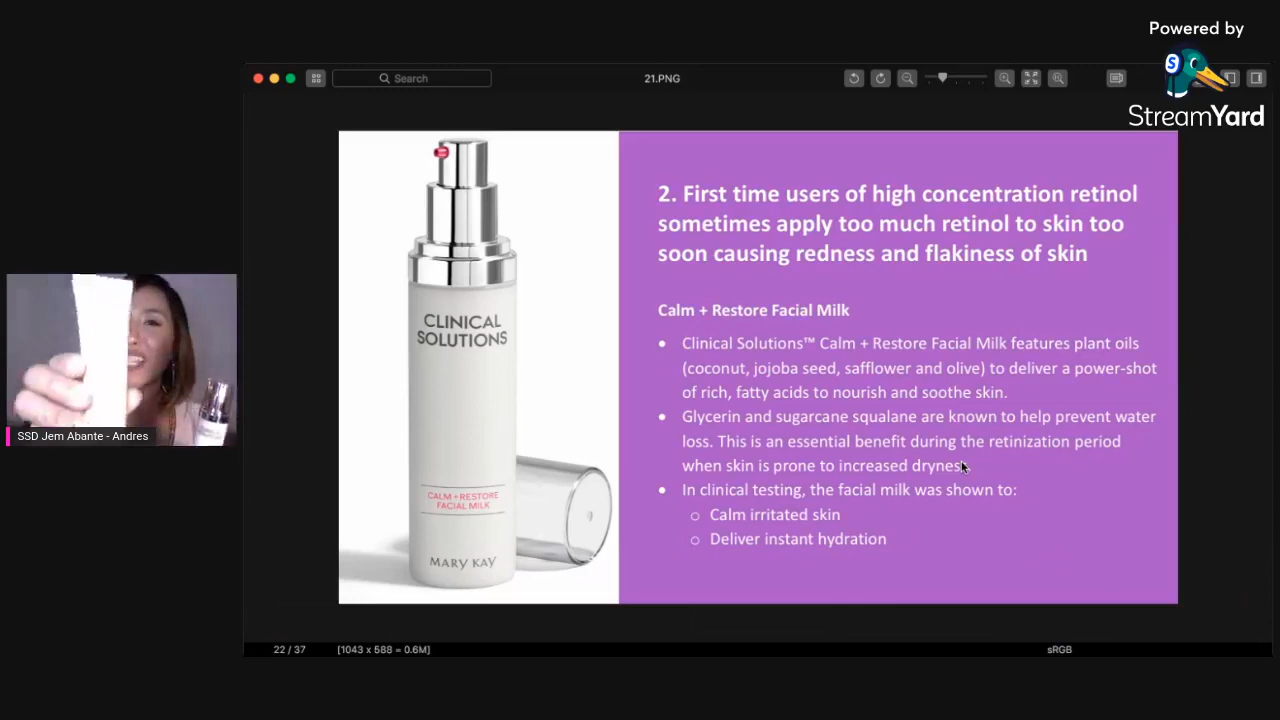 Powered by
S
StreamYard
Search
21.PNG
2. First time users of high concentration retinol
sometimes apply too much retinol to skin too
soon causing redness and flakiness of skin
Calm + Restore Facial Milk
• Clinical Solutions™ Calm + Restore Facial Milk features plant oils
(coconut, jojoba seed, safflower and olive) to deliver a power-shot
of rich, fatty acids to nourish and soothe skin.
• Glycerin and sugarcane squalane are known to help prevent water
loss. This is an essential benefit during the retinization period
when skin is prone to increased dryness
• In clinical testing, the facial milk was shown to:
o Calm irritated skin
o Deliver instant hydration
CLINICAL
SOLUTIONS
CALM + RESTORE
FACIAL MILK
MARY KAY
SSD Jem Abante - Andres
22 / 37
[1043 x 588 = 0.6M]
sRGB